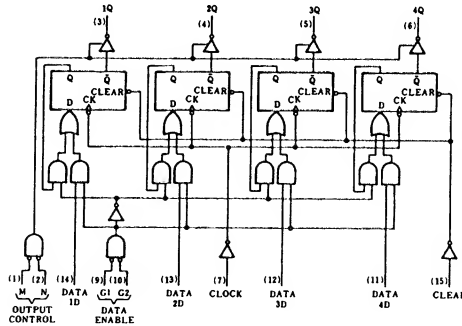 1Q 2Q 3Q 4Q
(3) (4) (5) (6)
Q Q̄ Q Q̄ Q Q̄ Q Q̄
CLEAR CLEAR CLEAR CLEAR
D CK D CK D CK D CK
(1) (2) (14) (9) (10) (13) (7) (12) (11) (15)
M N DATA G1 G2 DATA CLOCK DATA DATA CLEAR
OUTPUT 1D DATA 2D 3D 4D
CONTROL ENABLE